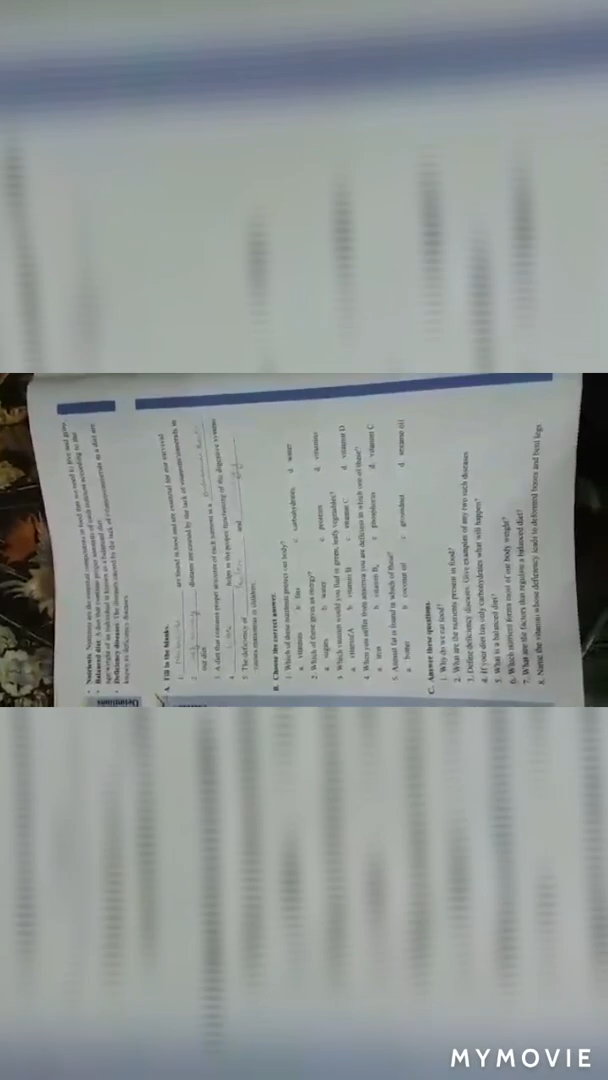 Definitions
• Nutrients Nutrients are the essential components in food that we need to live and grow.
• Balanced diet A diet that contains proper amounts of each nutrient according to the
age/weight of an individual is known as a balanced diet.
• Deficiency diseases The diseases caused by the lack of vitamins/minerals in a diet are
known as deficiency diseases.
A. Fill in the blanks.
1. are found in food and are essential for our survival
2. diseases are caused by the lack of vitamins/minerals in
our diet
3. A diet that contains proper amounts of each nutrient is a
4. helps in the proper functioning of the digestive system
5. The deficiency of and
causes marasmus in children.
B. Choose the correct answer.
1. Which of these nutrients protect our body?
a. vitamins b. fats c. carbohydrates d. water
2. Which of these gives us energy?
a. sugars b. water c. proteins d. vitamins
3. Which vitamin would you find in green, leafy vegetables?
a. vitamin A b. vitamin B c. vitamin C d. vitamin D
4. When you suffer from anaemia you are deficient in which one of these?
a. iron b. vitamin B₁ c. phosphorus d. vitamin C
5. Animal fat is found in which of these?
a. butter b. coconut oil c. groundnut d. sesame oil
C. Answer these questions.
1. Why do we eat food?
2. What are the nutrients present in food?
3. Define deficiency diseases. Give examples of any two such diseases
4. If your diet has only carbohydrates what will happen?
5. What is a balanced diet?
6. Which nutrient forms most of our body weight?
7. What are the factors that require a balanced diet?
8. Name the vitamin whose deficiency leads to deformed bones and bent legs
MYMOVIE